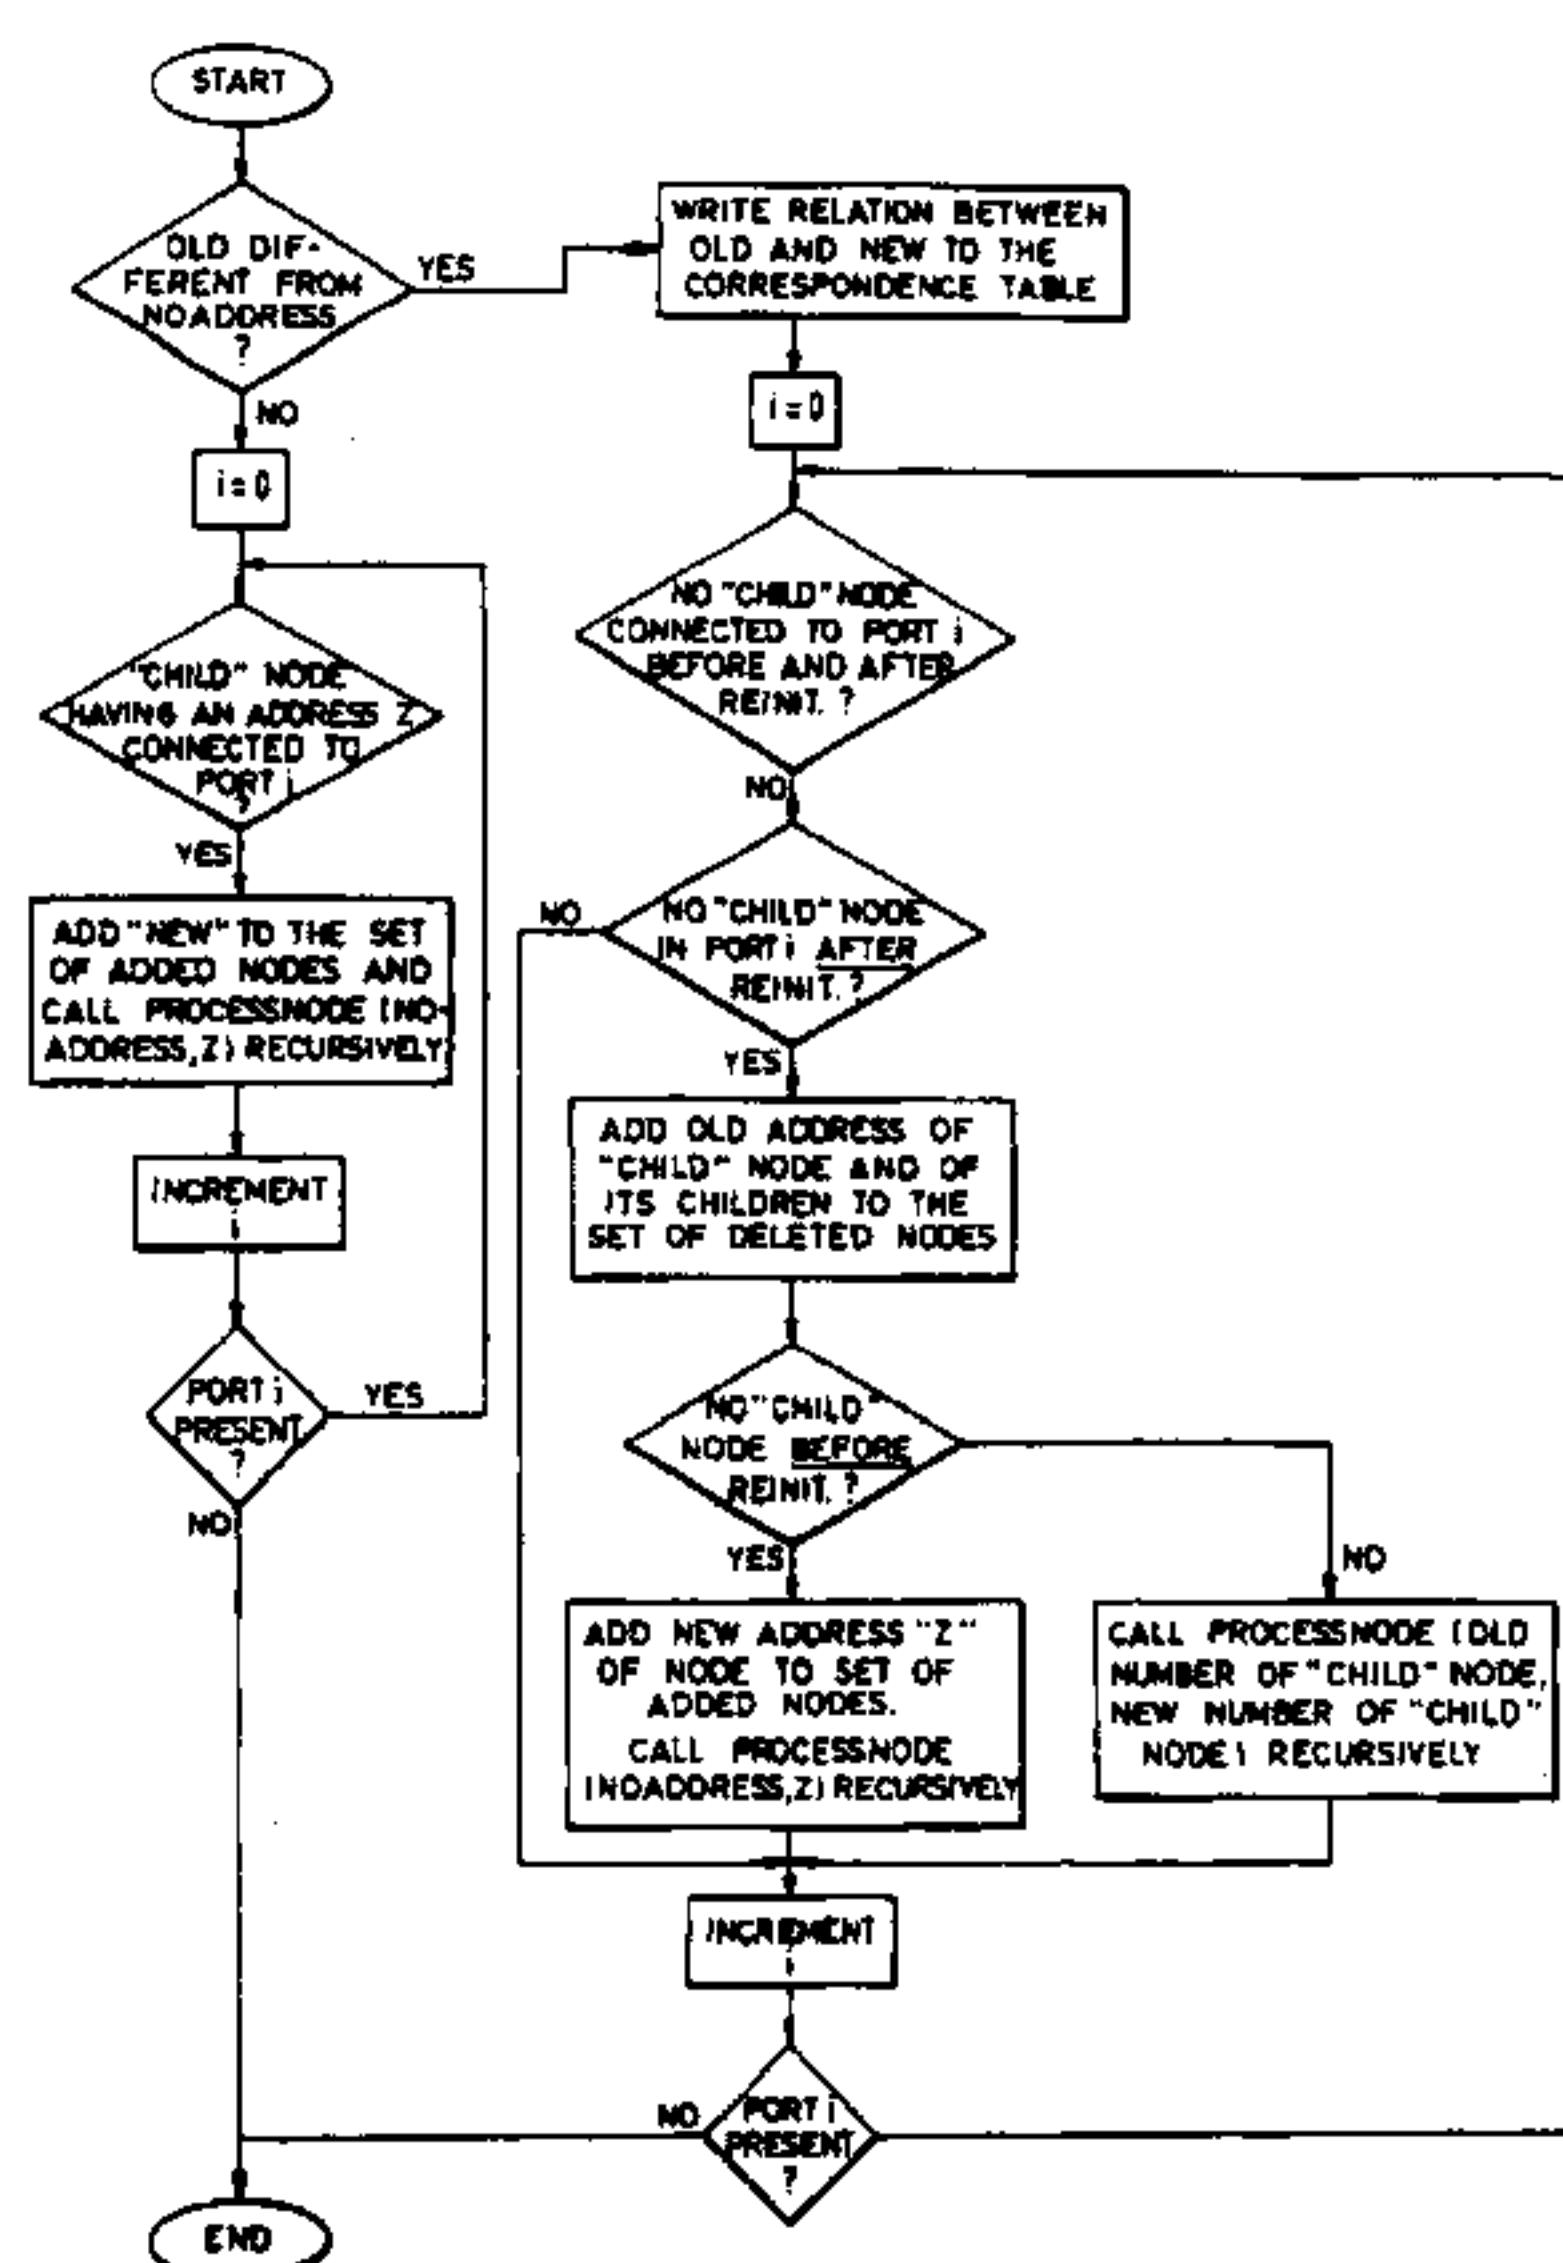 START
OLD DIF-
FERENT FROM
NOADDRESS
?
YES
NO
i=0
"CHILD" NODE
HAVING AN ADDRESS Z
CONNECTED TO
PORT i
?
YES
ADD "NEW" TO THE SET
OF ADDED NODES AND
CALL PROCESSNODE (NO-
ADDRESS,Z) RECURSIVELY
INCREMENT
i
PORT i
PRESENT
?
YES
NO
END
WRITE RELATION BETWEEN
OLD AND NEW TO THE
CORRESPONDENCE TABLE
i=0
NO "CHILD" NODE
CONNECTED TO PORT i
BEFORE AND AFTER
REINIT. ?
NO
NO "CHILD" NODE
IN PORT i AFTER
REINIT. ?
NO
YES
ADD OLD ADDRESS OF
"CHILD" NODE AND OF
ITS CHILDREN TO THE
SET OF DELETED NODES
NO "CHILD"
NODE BEFORE
REINIT. ?
YES
NO
ADD NEW ADDRESS "Z"
OF NODE TO SET OF
ADDED NODES.
CALL PROCESSNODE
(NOADDRESS,Z) RECURSIVELY
CALL PROCESSNODE (OLD
NUMBER OF "CHILD" NODE,
NEW NUMBER OF "CHILD"
NODE) RECURSIVELY
INCREMENT
i
PORT i
PRESENT
?
NO